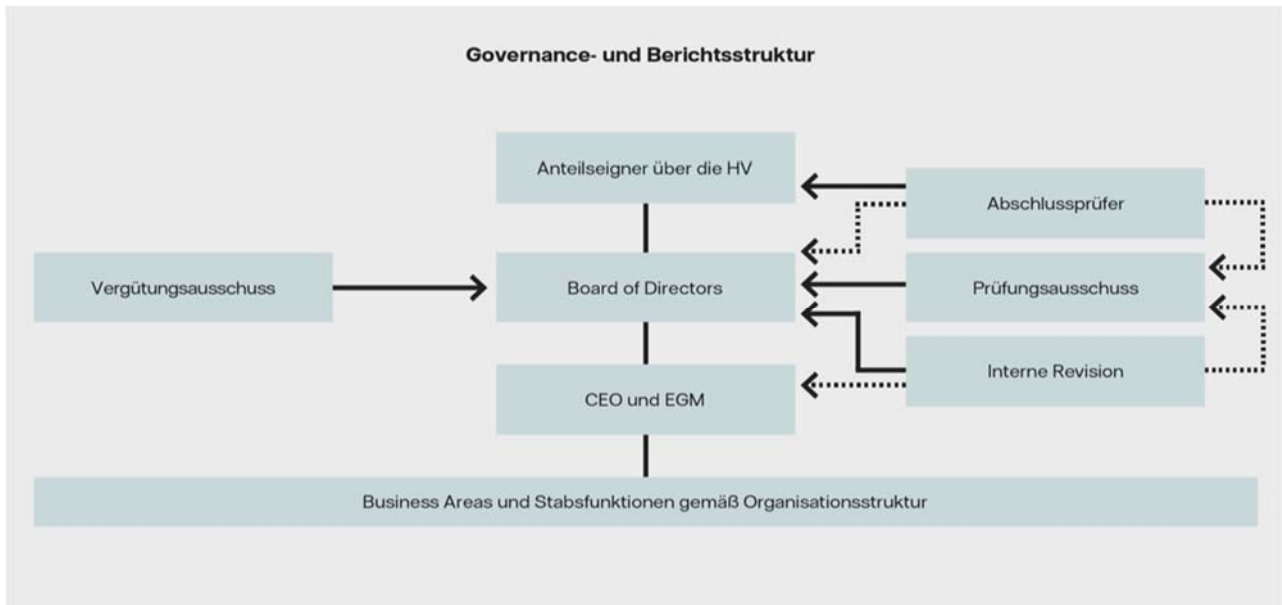 Governance- und Berichtsstruktur
Anteilseigner über die HV
Abschlussprüfer
Vergütungsausschuss
Board of Directors
Prüfungsausschuss
Interne Revision
CEO und EGM
Business Areas und Stabsfunktionen gemäß Organisationsstruktur